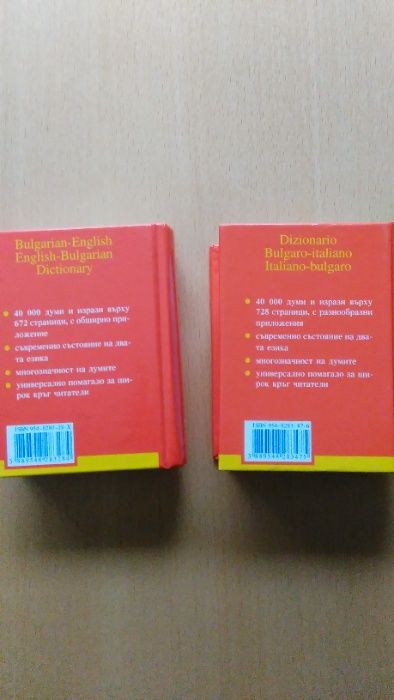 Bulgarian-English
English-Bulgarian
Dictionary
40 000 думи и изрази върху
672 страници, с обширно при-
ложение
съвременно състояние на два-
та езика
многозначност на думите
универсално помагало за ши-
рок кръг читатели
Dizionario
Bulgaro-italiano
Italiano-bulgaro
40 000 думи и изрази върху
728 страници, с разнообразни
приложения
съвременно състояние на два-
та езика
многозначност на думите
универсално помагало за ши-
рок кръг читатели